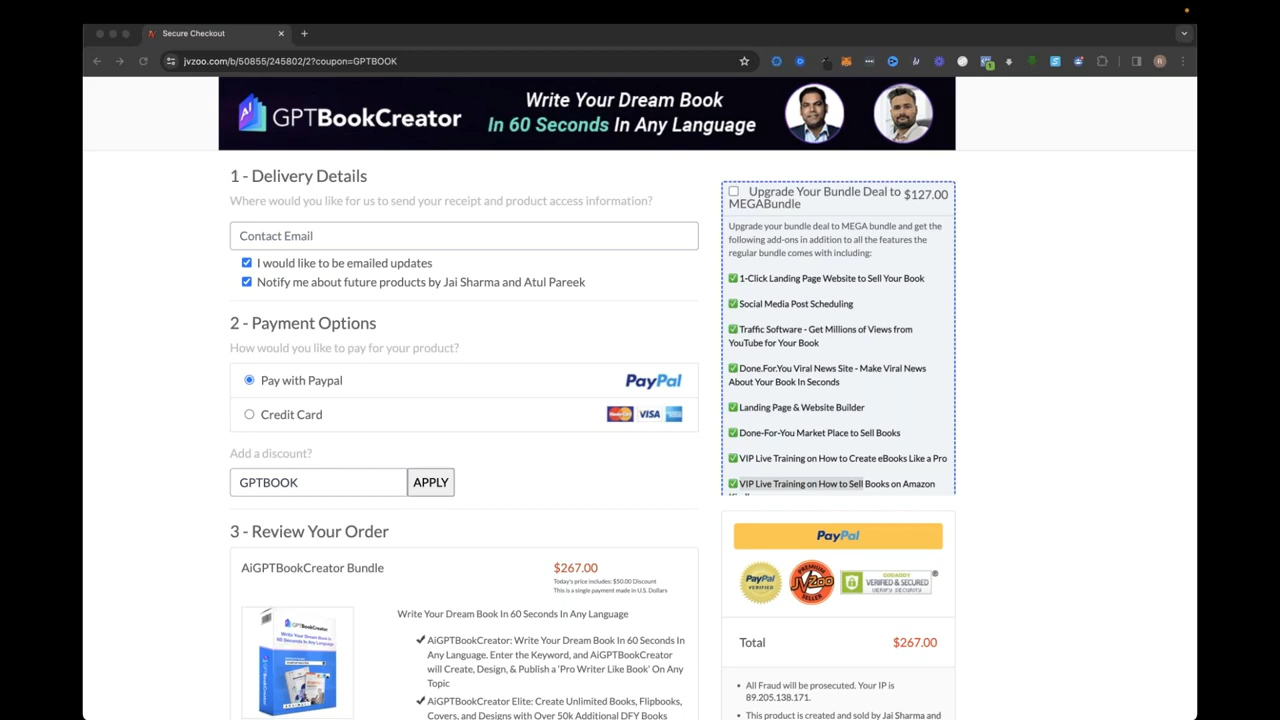 Secure Checkout
jvzoo.com/b/50855/245802/2?coupon=GPTBOOK
R
Ai GPTBookCreator
Write Your Dream Book
In 60 Seconds In Any Language
1 - Delivery Details
Where would you like for us to send your receipt and product access information?
Contact Email
I would like to be emailed updates
Notify me about future products by Jai Sharma and Atul Pareek
2 - Payment Options
How would you like to pay for your product?
Pay with Paypal
PayPal
Credit Card
VISA
Add a discount?
GPTBOOK
APPLY
3 - Review Your Order
AiGPTBookCreator Bundle
$267.00
Today's price includes: $50.00 Discount
This is a single payment made in U.S. Dollars
GPTBookCreator
Write Your Dream Book In 60 Seconds In Any Language
AiGPTBookCreator: Write Your Dream Book In 60 Seconds In
Any Language. Enter the Keyword, and AiGPTBookCreator
will Create, Design, & Publish a 'Pro Writer Like Book' On Any
Topic
AiGPTBookCreator Elite: Create Unlimited Books, Flipbooks,
Covers, and Designs with Over 50k Additional DFY Books
Upgrade Your Bundle Deal to
MEGABundle
$127.00
Upgrade your bundle deal to MEGA bundle and get the
following add-ons in addition to all the features the
regular bundle comes with including:
1-Click Landing Page Website to Sell Your Book
Social Media Post Scheduling
Traffic Software - Get Millions of Views from
YouTube for Your Book
Done.For.You Viral News Site - Make Viral News
About Your Book In Seconds
Landing Page & Website Builder
Done-For-You Market Place to Sell Books
VIP Live Training on How to Create eBooks Like a Pro
VIP Live Training on How to Sell Books on Amazon
PayPal
PayPal
VERIFIED
PREMIUM
JVZoo
SELLER
GODADDY
VERIFIED & SECURED
VERIFY SECURITY
Total
$267.00
All Fraud will be prosecuted. Your IP is
89.205.138.171.
This product is created and sold by Jai Sharma and